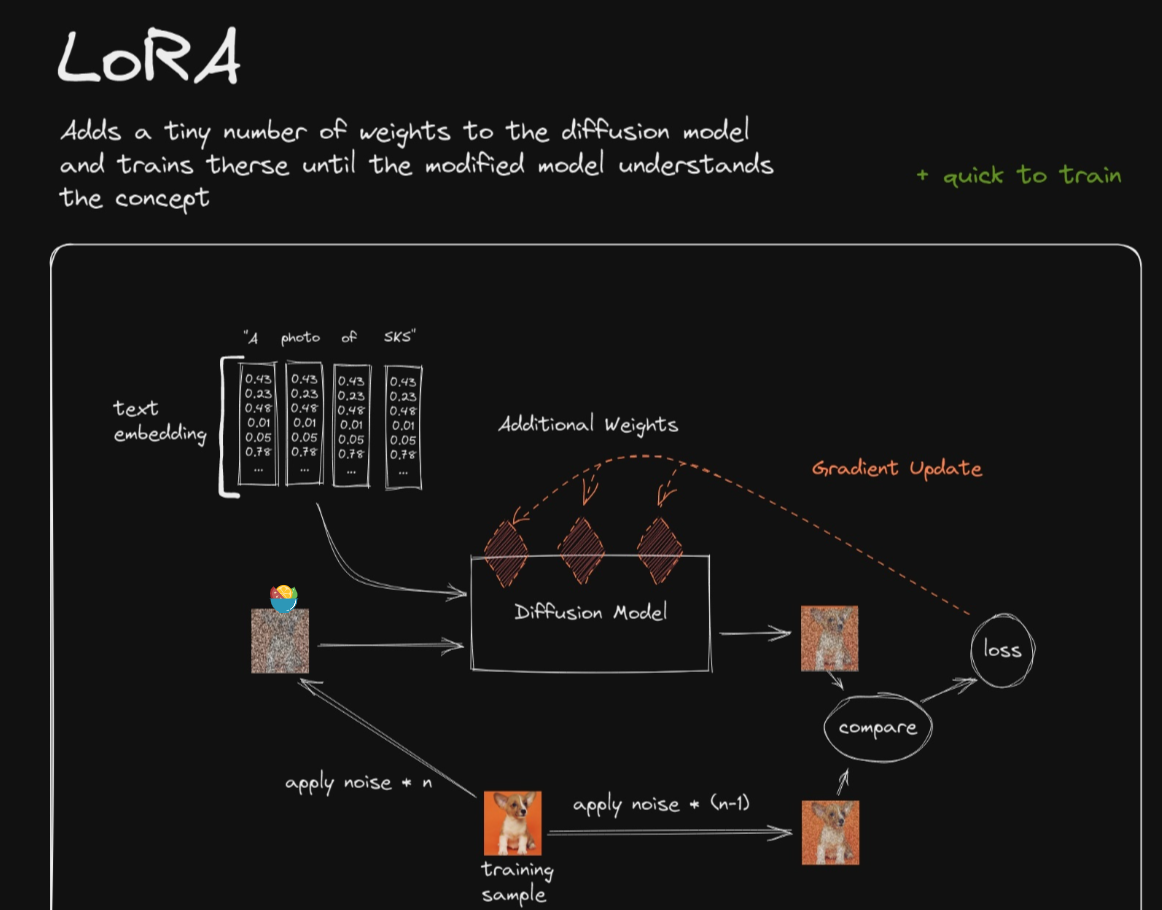 LoRA
Adds a tiny number of weights to the diffusion model
and trains therse until the modified model understands
the concept
+ quick to train
"A photo of SKS"
text
embedding
0.43 0.43 0.43 0.43
0.23 0.23 0.23 0.23
0.48 0.48 0.48 0.48
0.01 0.01 0.01 0.01
0.05 0.05 0.05 0.05
0.78 0.78 0.78 0.78
... ... ... ...
Additional Weights
Gradient Update
Diffusion Model
loss
compare
apply noise * n
apply noise * (n-1)
training
sample